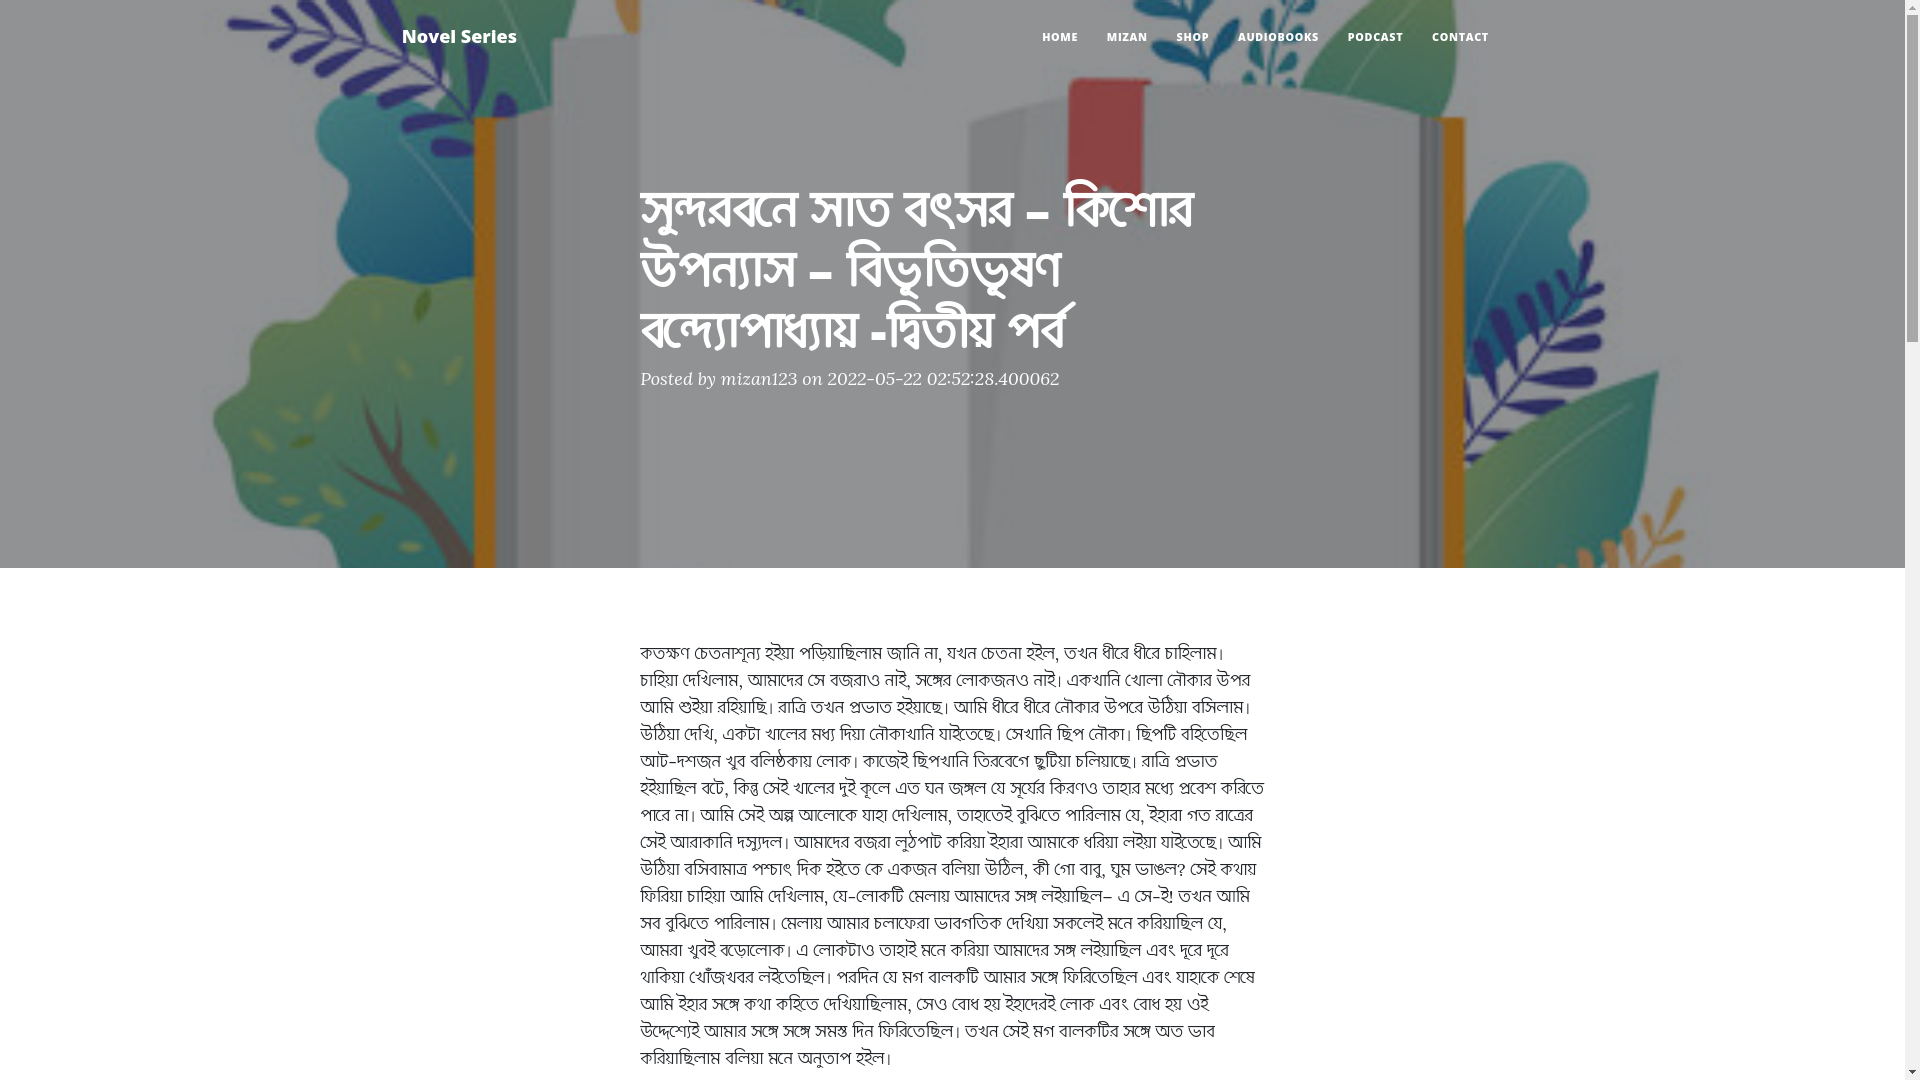 Novel Series
HOME MIZAN SHOP AUDIOBOOKS PODCAST CONTACT
সুন্দরবনে সাত বৎসর – কিশোর
উপন্যাস – বিভূতিভূষণ
বন্দ্যোপাধ্যায় -দ্বিতীয় পর্ব
Posted by mizan123 on 2022-05-22 02:52:28.400062
কতক্ষণ চেতনাশূন্য হইয়া পড়িয়াছিলাম জানি না, যখন চেতনা হইল, তখন ধীরে ধীরে চাহিলাম।
চাহিয়া দেখিলাম, আমাদের সে বজরাও নাই, সঙ্গের লোকজনও নাই। একখানি খোলা নৌকার উপর
আমি শুইয়া রহিয়াছি। রাত্রি তখন প্রভাত হইয়াছে। আমি ধীরে ধীরে নৌকার উপরে উঠিয়া বসিলাম।
উঠিয়া দেখি, একটা খালের মধ্য দিয়া নৌকাখানি যাইতেছে। সেখানি ছিপ নৌকা। ছিপটি বহিতেছিল
আট-দশজন খুব বলিষ্ঠকায় লোক। কাজেই ছিপখানি তিরবেগে ছুটিয়া চলিয়াছে। রাত্রি প্রভাত
হইয়াছিল বটে, কিন্তু সেই খালের দুই কূলে এত ঘন জঙ্গল যে সূর্যের কিরণও তাহার মধ্যে প্রবেশ করিতে
পারে না। আমি সেই অল্প আলোকে যাহা দেখিলাম, তাহাতেই বুঝিতে পারিলাম যে, ইহারা গত রাত্রের
সেই আরাকানি দস্যুদল। আমাদের বজরা লুঠপাট করিয়া ইহারা আমাকে ধরিয়া লইয়া যাইতেছে। আমি
উঠিয়া বসিবামাত্র পশ্চাৎ দিক হইতে কে একজন বলিয়া উঠিল, কী গো বাবু, ঘুম ভাঙল? সেই কথায়
ফিরিয়া চাহিয়া আমি দেখিলাম, যে-লোকটি মেলায় আমাদের সঙ্গ লইয়াছিল– এ সে-ই! তখন আমি
সব বুঝিতে পারিলাম। মেলায় আমার চলাফেরা ভাবগতিক দেখিয়া সকলেই মনে করিয়াছিল যে,
আমরা খুবই বড়োলোক। এ লোকটাও তাহাই মনে করিয়া আমাদের সঙ্গ লইয়াছিল এবং দূরে দূরে
থাকিয়া খোঁজখবর লইতেছিল। পরদিন যে মগ বালকটি আমার সঙ্গে ফিরিতেছিল এবং যাহাকে শেষে
আমি ইহার সঙ্গে কথা কহিতে দেখিয়াছিলাম, সেও বোধ হয় ইহাদেরই লোক এবং বোধ হয় ওই
উদ্দেশ্যেই আমার সঙ্গে সঙ্গে সমস্ত দিন ফিরিতেছিল। তখন সেই মগ বালকটির সঙ্গে অত ভাব
করিয়াছিলাম বলিয়া মনে অনুতাপ হইল।